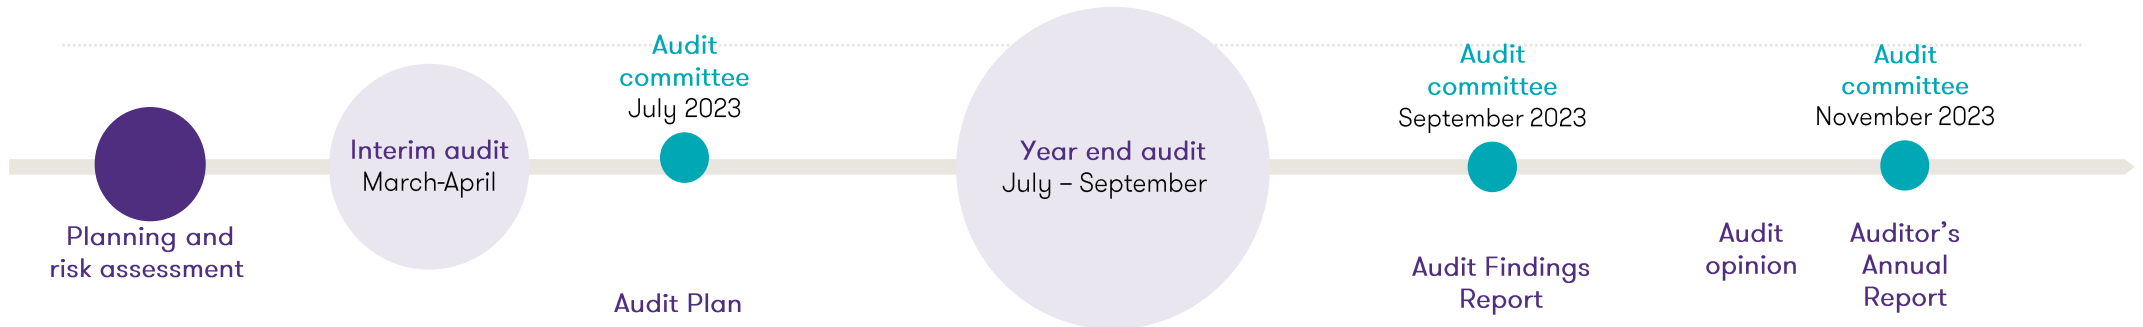 Planning and
risk assessment
Interim audit
March-April
Audit
committee
July 2023
Audit Plan
Year end audit
July – September
Audit
committee
September 2023
Audit Findings
Report
Audit
opinion
Audit
committee
November 2023
Auditor’s
Annual
Report